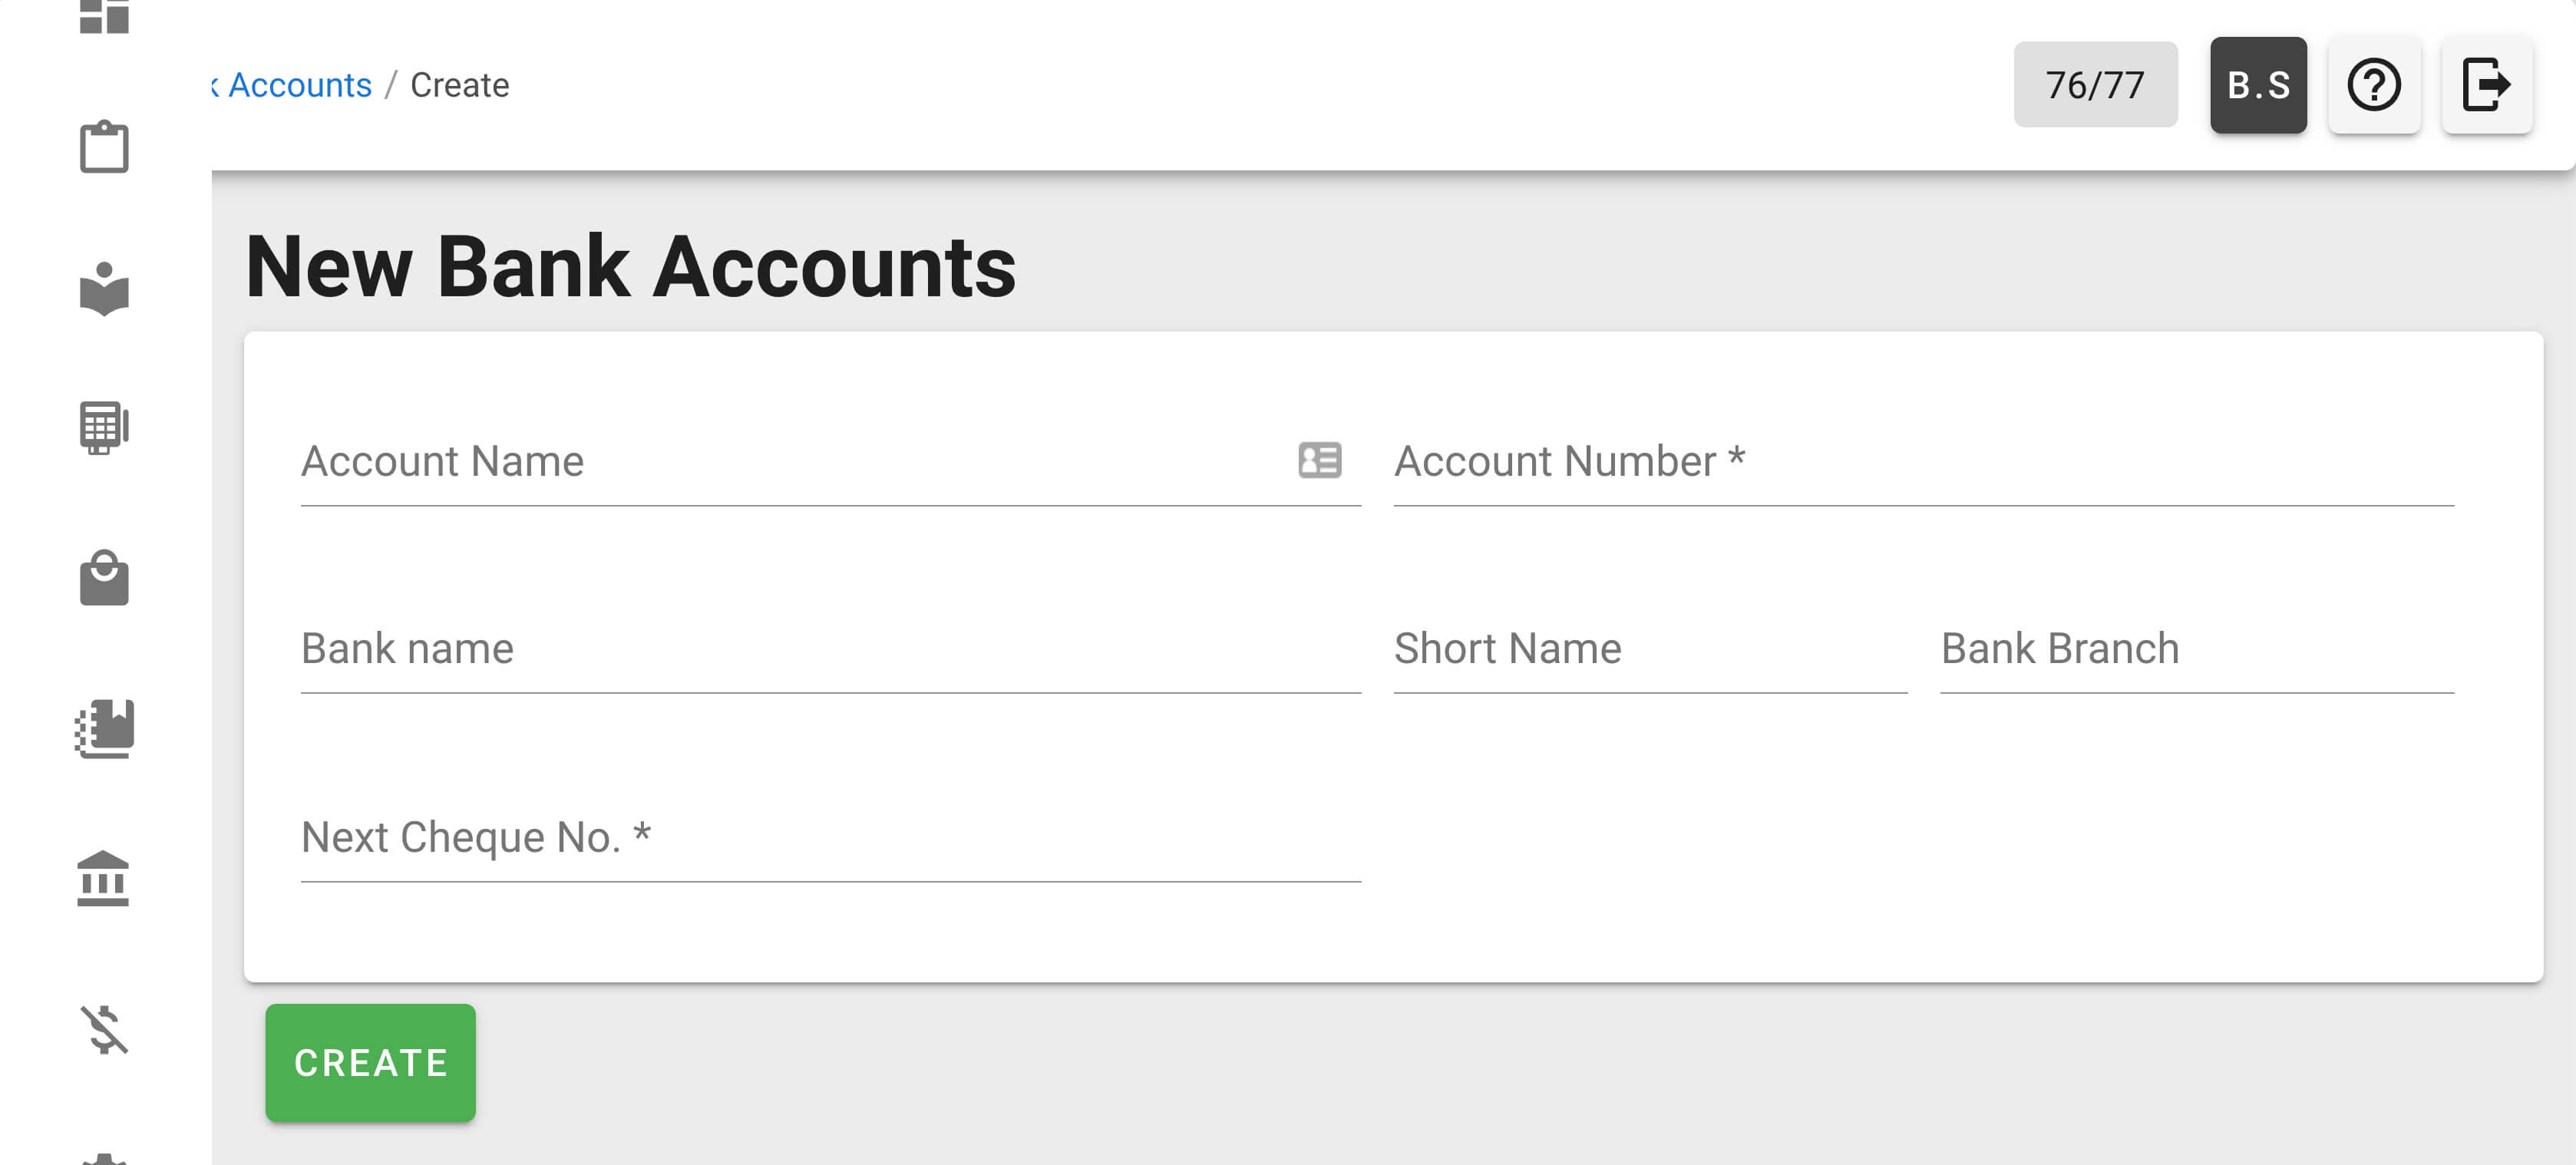 Accounts / Create
76/77
B.S
New Bank Accounts
Account Name
Account Number *
Bank name
Short Name
Bank Branch
Next Cheque No. *
CREATE